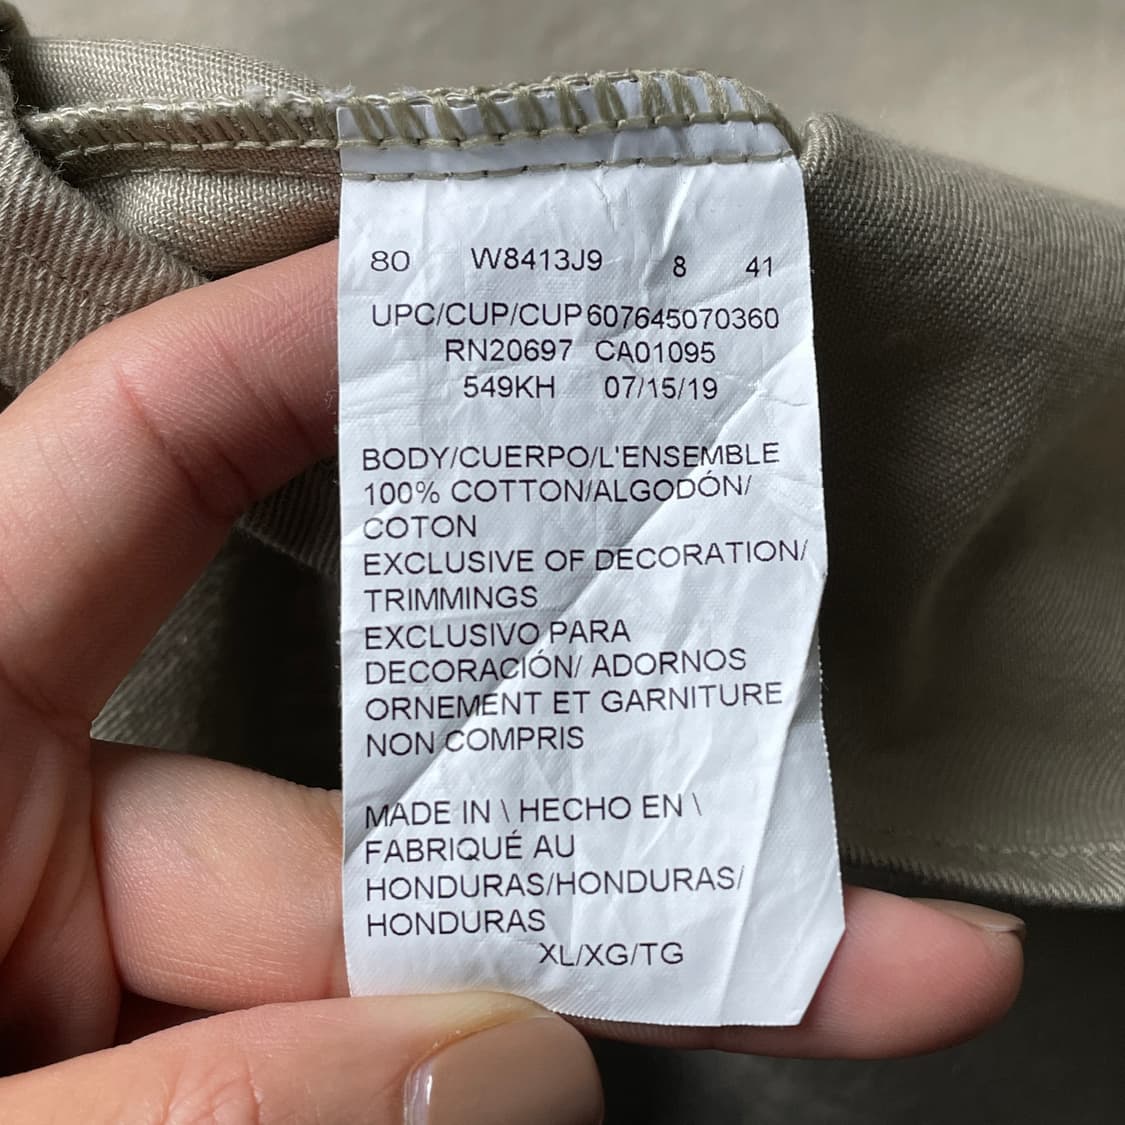 80 W8413J9 8 41
UPC/CUP/CUP 607645070360
RN20697 CA01095
549KH 07/15/19
BODY/CUERPO/L'ENSEMBLE
100% COTTON/ALGODÓN/
COTON
EXCLUSIVE OF DECORATION/
TRIMMINGS
EXCLUSIVO PARA
DECORACIÓN/ ADORNOS
ORNEMENT ET GARNITURE
NON COMPRIS
MADE IN \ HECHO EN \
FABRIQUÉ AU
HONDURAS/HONDURAS/
HONDURAS
XL/XG/TG